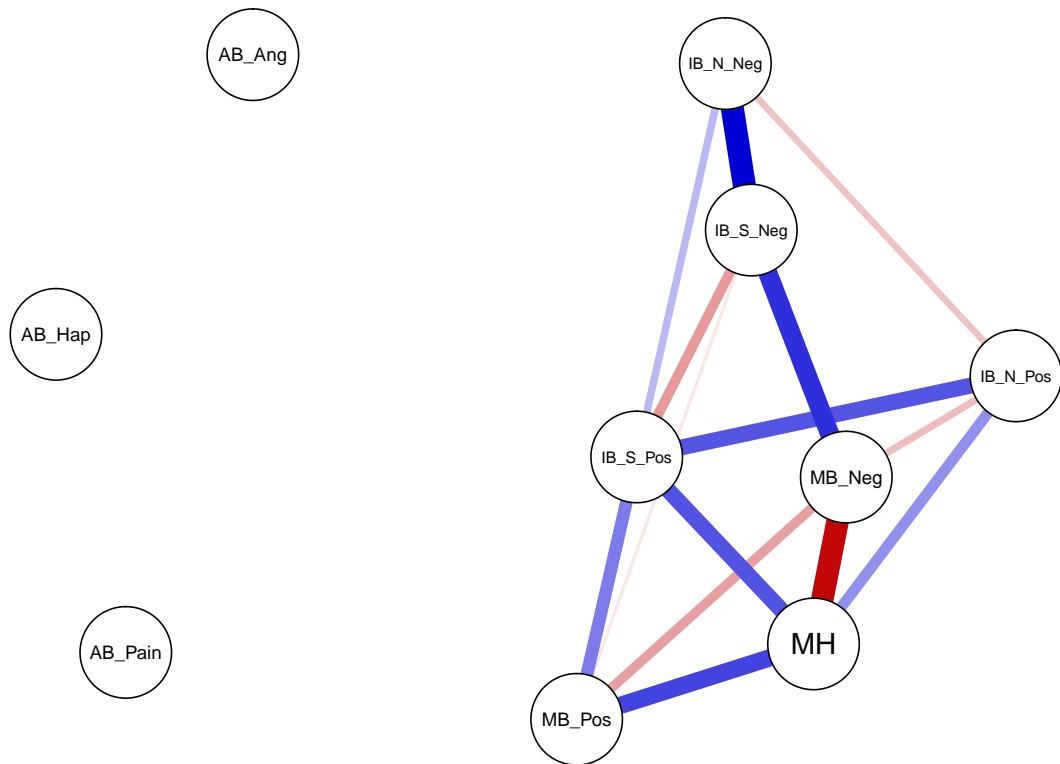 AB_Ang
IB_N_Neg
IB_S_Neg
AB_Hap
IB_N_Pos
IB_S_Pos
MB_Neg
MH
AB_Pain
MB_Pos